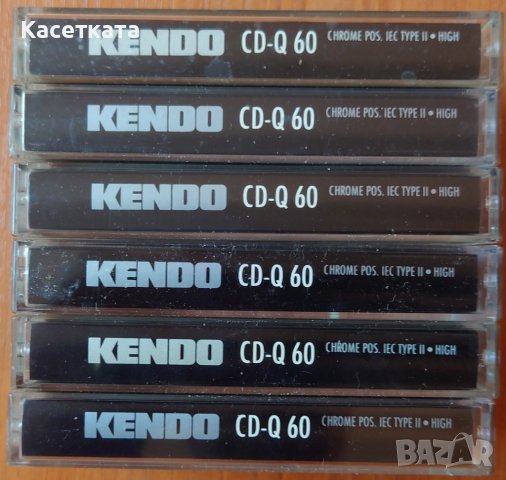 Касетката
KENDO CD-Q 60 CHROME POS. IEC TYPE II • HIGH
KENDO CD-Q 60 CHROME POS. IEC TYPE II • HIGH
KENDO CD-Q 60 CHROME POS. IEC TYPE II • HIGH
KENDO CD-Q 60 CHROME POS. IEC TYPE II • HIGH
KENDO CD-Q 60 CHROME POS. IEC TYPE II • HIGH
KENDO CD-Q 60 CHROME POS. IEC TYPE II • HIGH
BAZAR